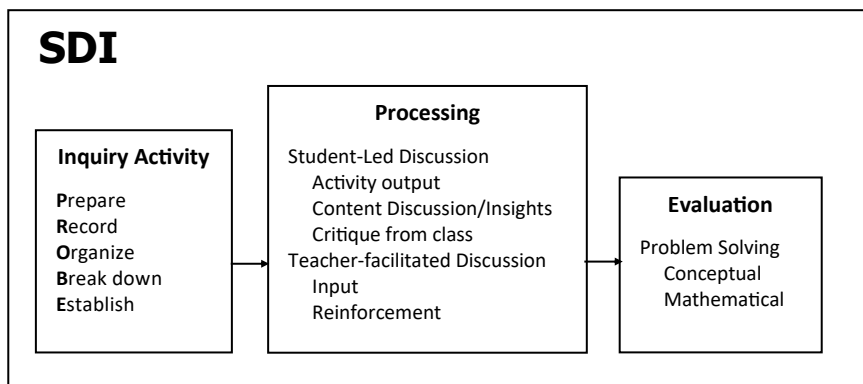 SDI
Inquiry Activity
Prepare
Record
Organize
Break down
Establish
Processing
Student-Led Discussion
Activity output
Content Discussion/Insights
Critique from class
Teacher-facilitated Discussion
Input
Reinforcement
Evaluation
Problem Solving
Conceptual
Mathematical